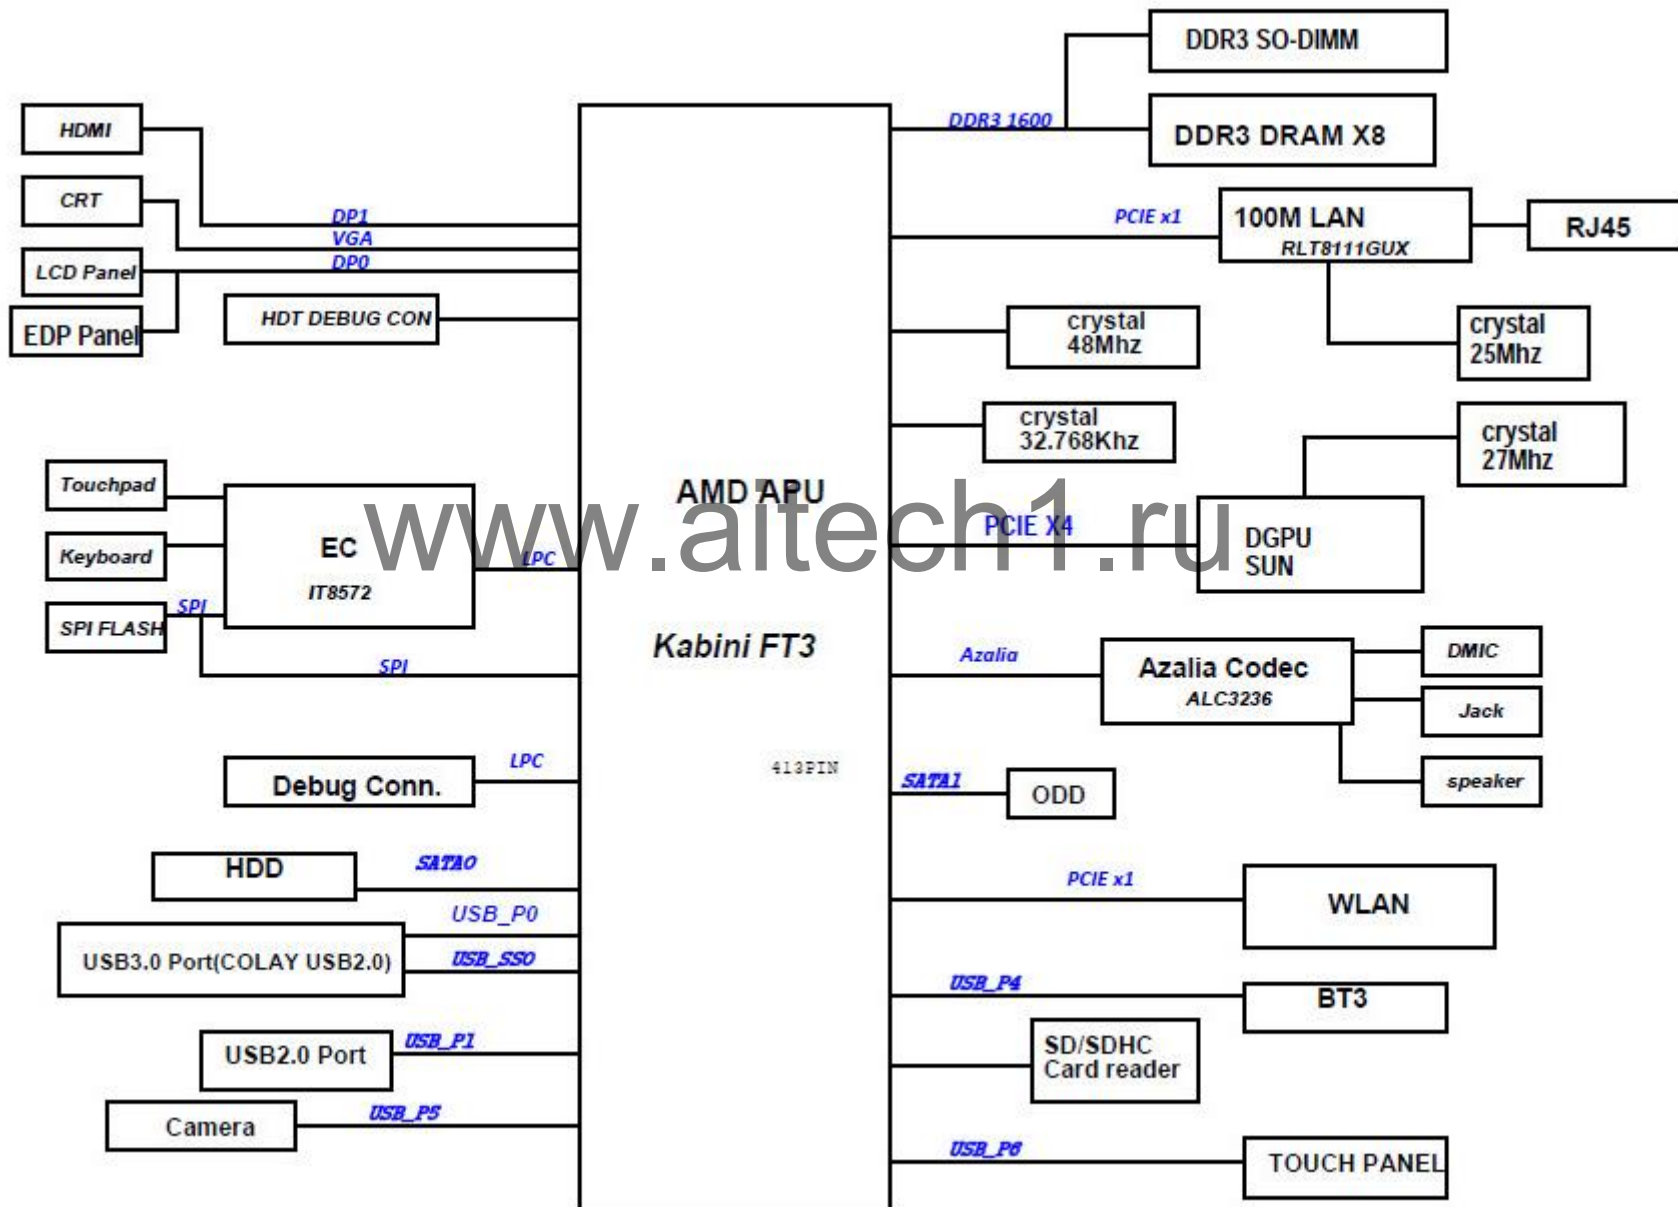 DDR3 SO-DIMM
HDMI
DDR3 1600
DDR3 DRAM X8
CRT
DP1
VGA
LCD Panel
DP0
EDP Panel
HDT DEBUG CON
PCIE x1
100M LAN
RLT8111GUX
RJ45
crystal
48Mhz
crystal
25Mhz
crystal
32.768Khz
crystal
27Mhz
Touchpad
Keyboard
SPI FLASH
SPI
EC
IT8572
LPC
SPI
AMD APU
www.aitech1.ru
Kabini FT3
413PIN
PCIE X4
DGPU
SUN
Azalia
Azalia Codec
ALC3236
DMIC
Jack
speaker
Debug Conn.
LPC
SATA1
ODD
HDD
SATA0
PCIE x1
WLAN
USB3.0 Port(COLAY USB2.0)
USB_P0
USB_SS0
USB_P4
BT3
USB2.0 Port
USB_P1
SD/SDHC
Card reader
Camera
USB_P5
USB_P6
TOUCH PANEL